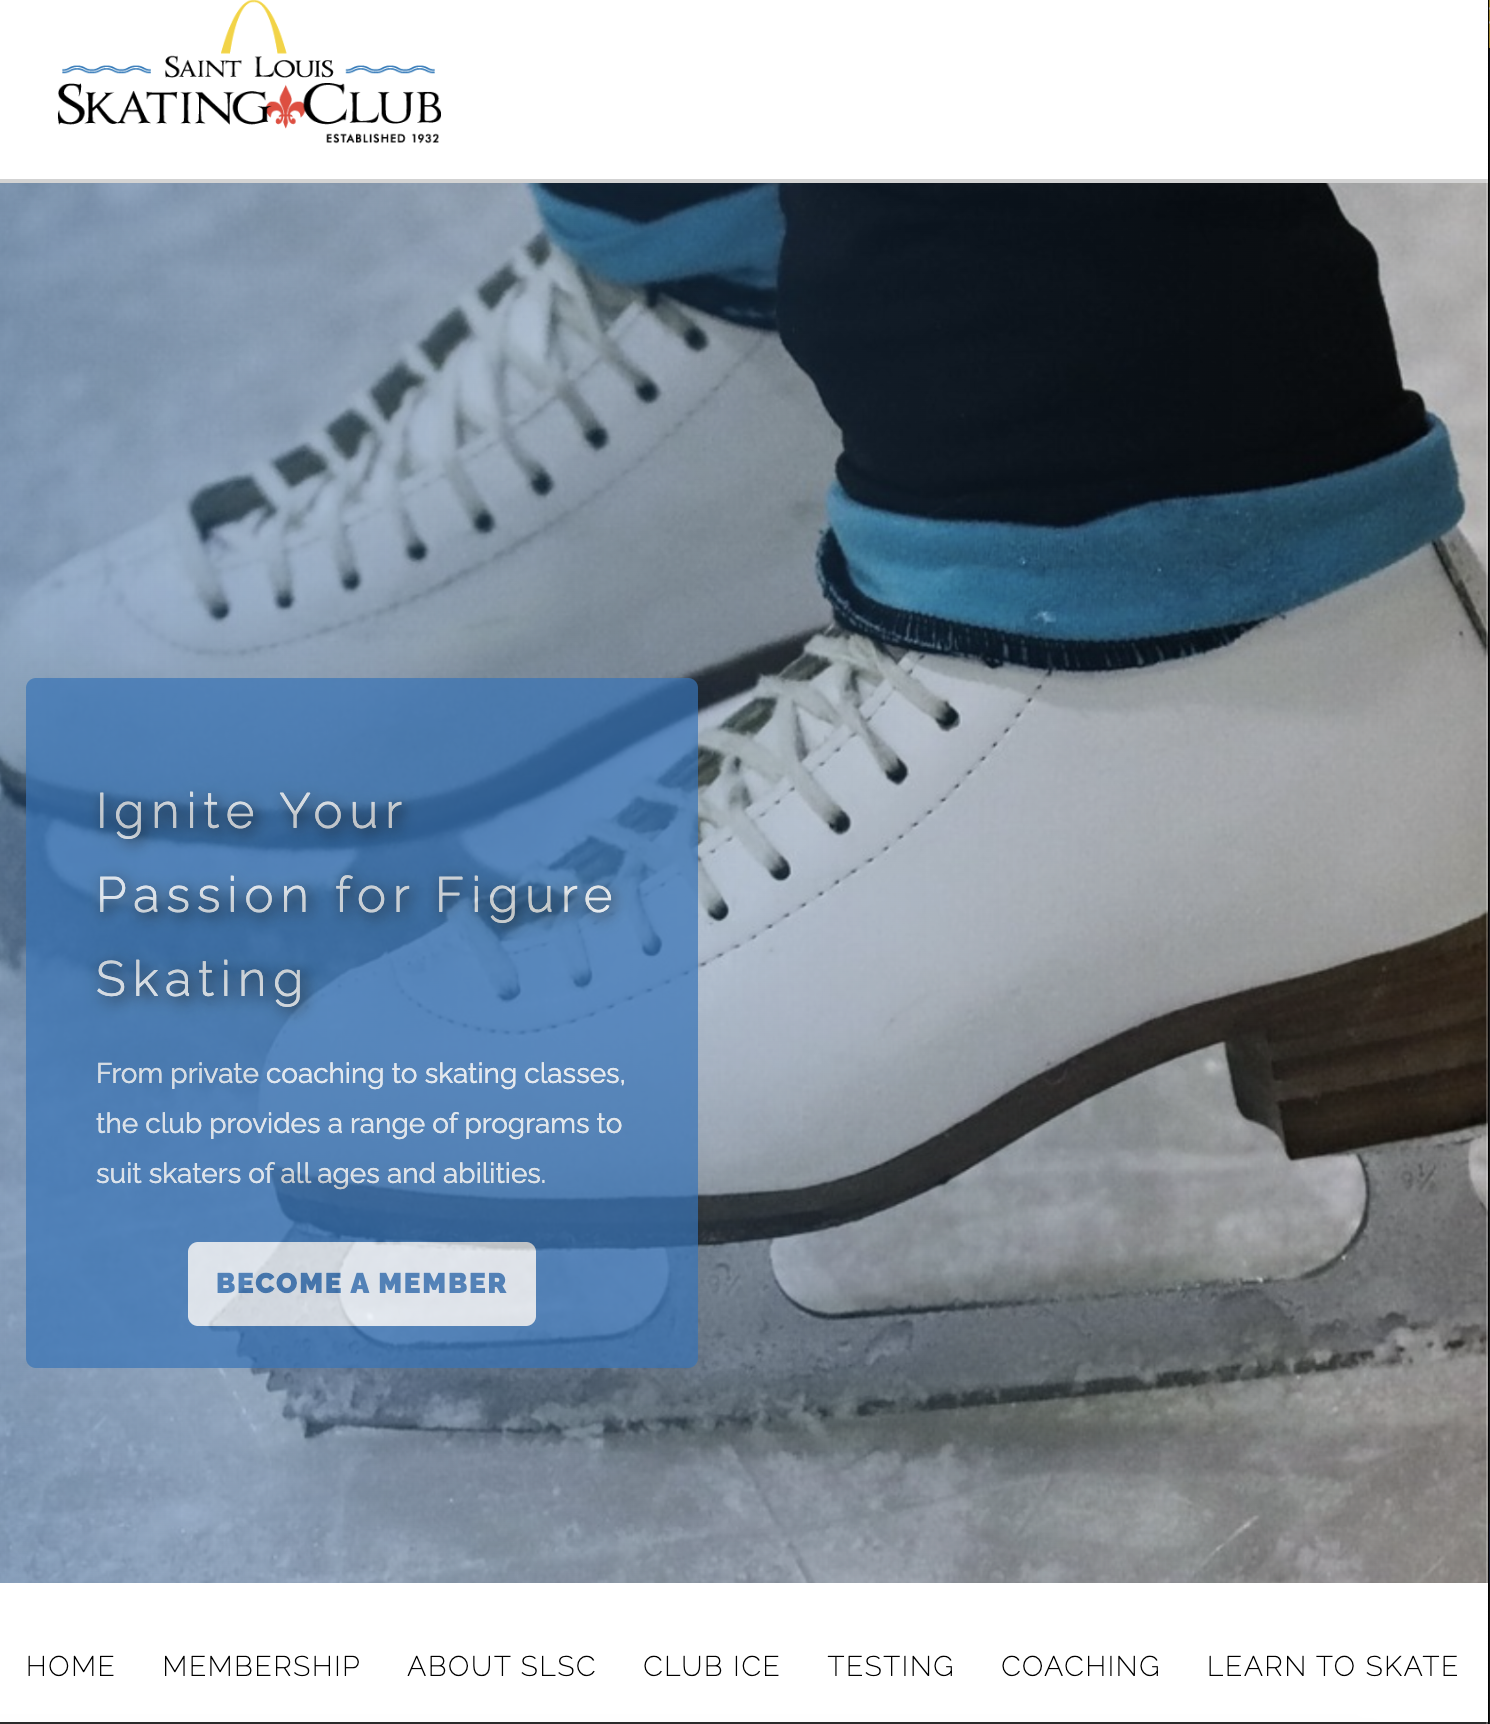 SAINT LOUIS
SKATING CLUB
ESTABLISHED 1932
Ignite Your
Passion for Figure
Skating
From private coaching to skating classes,
the club provides a range of programs to
suit skaters of all ages and abilities.
BECOME A MEMBER
9½
HOME MEMBERSHIP ABOUT SLSC CLUB ICE TESTING COACHING LEARN TO SKATE